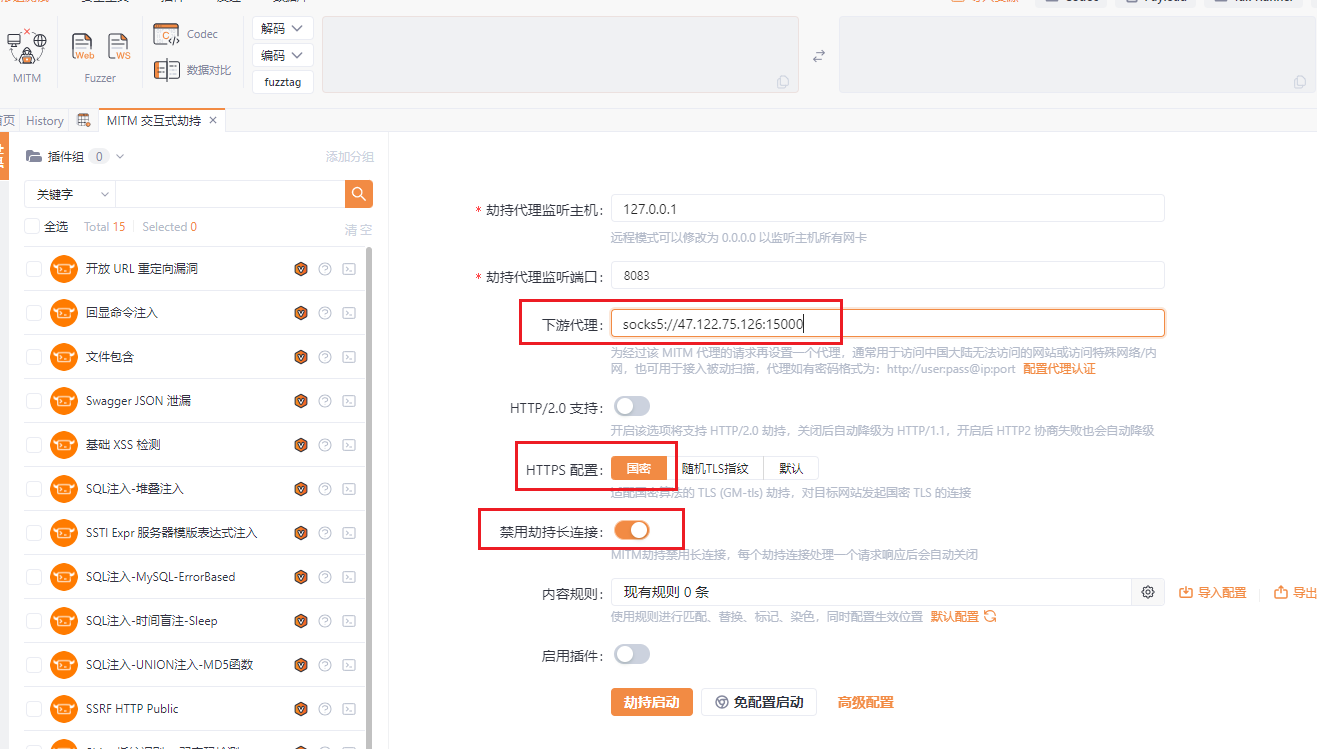 Codec
MITM
Fuzzer
Web
WS
数据对比
解码
编码
fuzztag
首页
History
MITM 交互式劫持
插件组 0
添加分组
关键字
全选 Total 15 Selected 0
清空
开放 URL 重定向漏洞
回显命令注入
文件包含
Swagger JSON 泄漏
基础 XSS 检测
SQL注入-堆叠注入
SSTI Expr 服务器模版表达式注入
SQL注入-MySQL-ErrorBased
SQL注入-时间盲注-Sleep
SQL注入-UNION注入-MD5函数
SSRF HTTP Public
* 劫持代理监听主机: 127.0.0.1
远程模式可以修改为 0.0.0.0 以监听主机所有网卡
* 劫持代理监听端口: 8083
下游代理: socks5://47.122.75.126:15000
为经过该 MITM 代理的请求再设置一个代理，通常用于访问中国大陆无法访问的网站或访问特殊网络/内
网，也可用于接入被动扫描，代理如有密码格式为：http://user:pass@ip:port 配置代理认证
HTTP/2.0 支持:
开启该选项将支持 HTTP/2.0 劫持，关闭后自动降级为 HTTP/1.1，开启后 HTTP2 协商失败也会自动降级
HTTPS 配置: 国密 随机TLS指纹 默认
适配国密算法的 TLS (GM-tls) 劫持，对目标网站发起国密 TLS 的连接
禁用劫持长连接:
MITM劫持禁用长连接，每个劫持连接处理一个请求响应后会自动关闭
内容规则: 现有规则 0 条 导入配置 导出
使用规则进行匹配、替换、标记、染色，同时配置生效位置 默认配置
启用插件:
劫持启动 免配置启动 高级配置